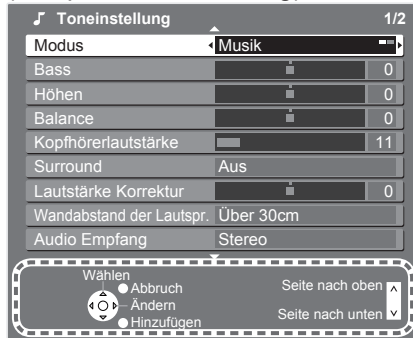 Toneinstellung 1/2
Modus Musik
Bass 0
Höhen 0
Balance 0
Kopfhörerlautstärke 11
Surround Aus
Lautstärke Korrektur 0
Wandabstand der Lautspr. Über 30cm
Audio Empfang Stereo
Wählen
Abbruch
Ändern
Hinzufügen
Seite nach oben
Seite nach unten